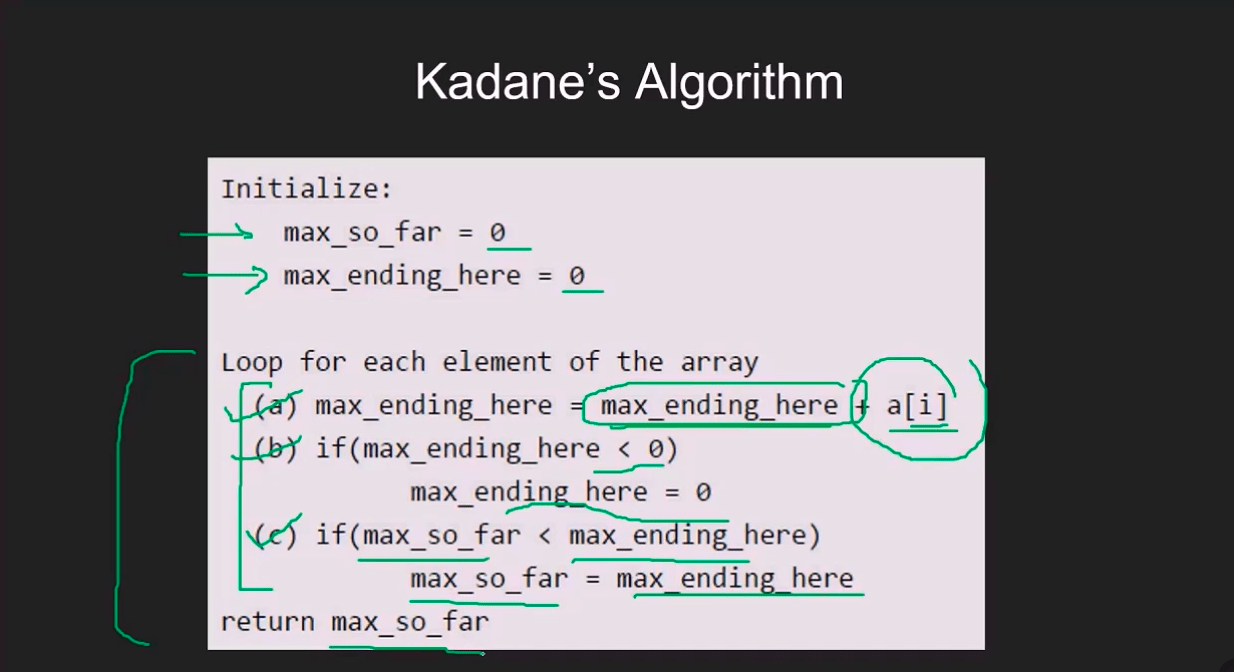 Kadane’s Algorithm
Initialize:
max_so_far = 0
max_ending_here = 0
Loop for each element of the array
(a) max_ending_here = max_ending_here + a[i]
(b) if(max_ending_here < 0)
max_ending_here = 0
(c) if(max_so_far < max_ending_here)
max_so_far = max_ending_here
return max_so_far